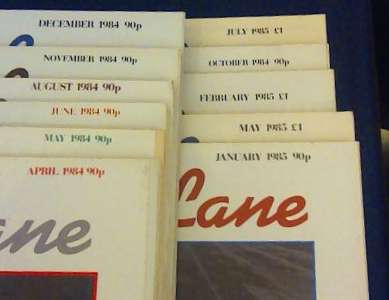 DECEMBER 1984 90p
NOVEMBER 1984 90p
AUGUST 1984 90p
JUNE 1984 90p
MAY 1984 90p
APRIL 1984 90p
ane
JULY 1985 £1
OCTOBER 1984 90p
FEBRUARY 1985 £1
MAY 1985 £1
JANUARY 1985 90p
Lane